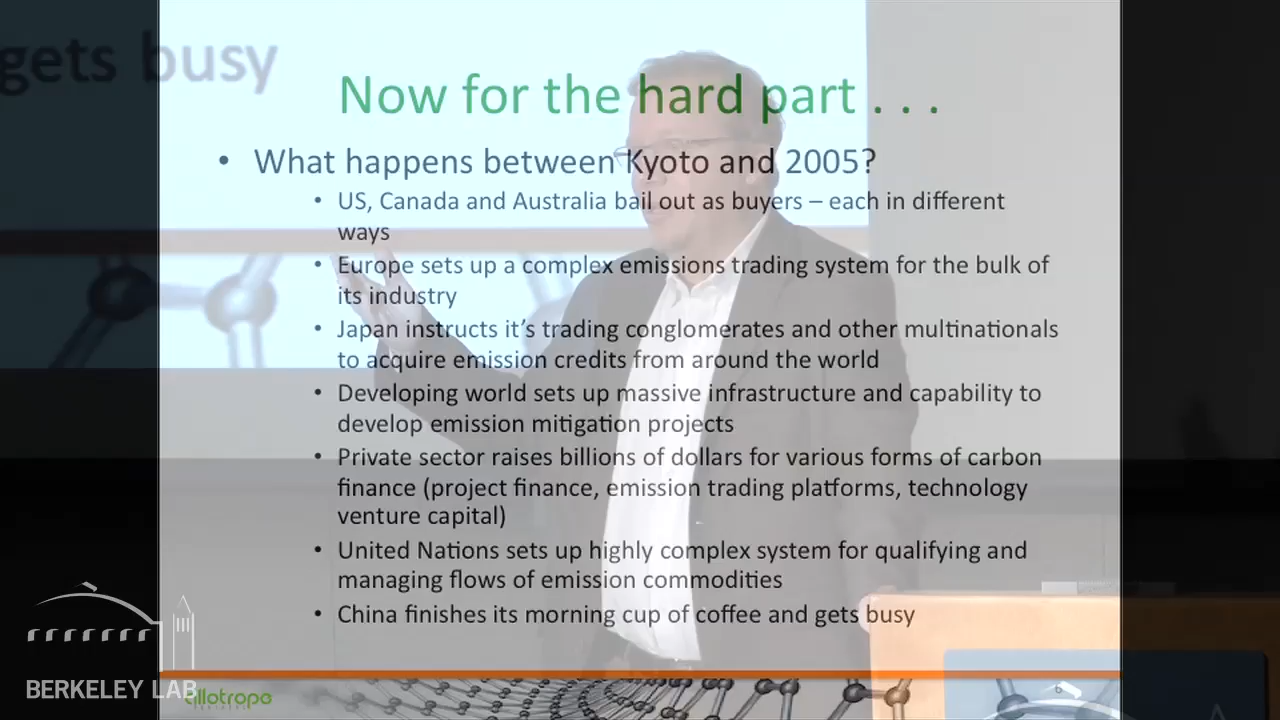 gets busy
Now for the hard part . . .
• What happens between Kyoto and 2005?
• US, Canada and Australia bail out as buyers – each in different
ways
• Europe sets up a complex emissions trading system for the bulk of
its industry
• Japan instructs it's trading conglomerates and other multinationals
to acquire emission credits from around the world
• Developing world sets up massive infrastructure and capability to
develop emission mitigation projects
• Private sector raises billions of dollars for various forms of carbon
finance (project finance, emission trading platforms, technology
venture capital)
• United Nations sets up highly complex system for qualifying and
managing flows of emission commodities
• China finishes its morning cup of coffee and gets busy
BERKELEY LAB
allotrope